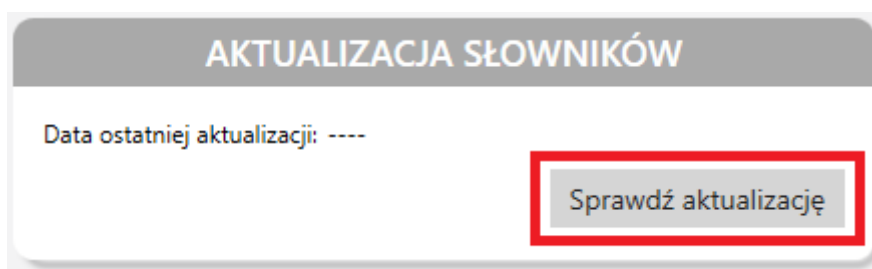 AKTUALIZACJA SŁOWNIKÓW
Data ostatniej aktualizacji: ----
Sprawdź aktualizację